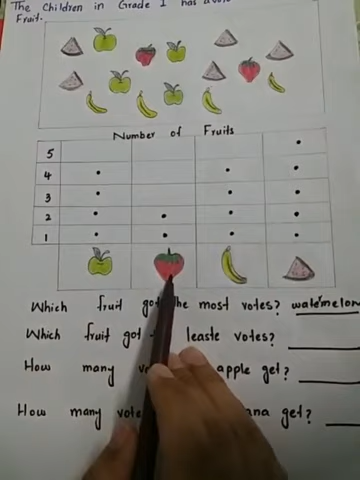 The Children in Grade 1 has a
Fruit.
Number of Fruits
5
4
3
2
1
Which fruit got the most votes? watermelon
Which fruit got leaste votes?
How many apple get?
How many vote get?